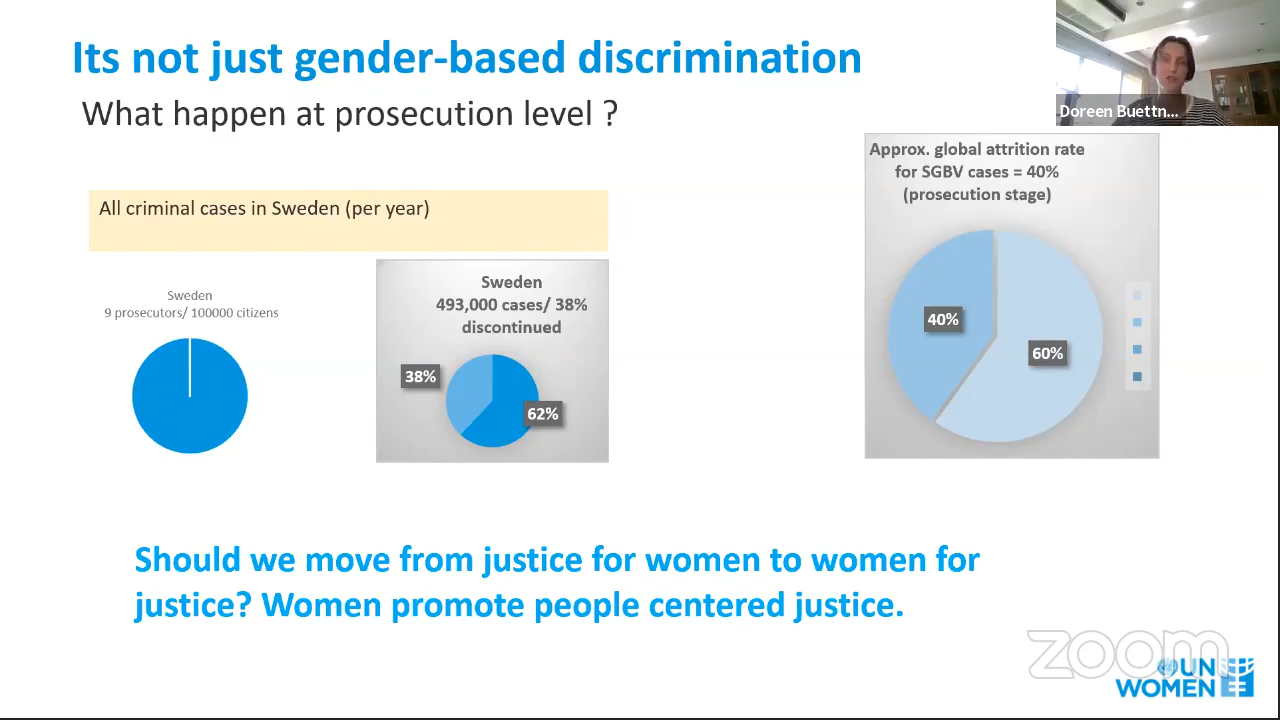 Its not just gender-based discrimination
What happen at prosecution level ?
Doreen Buettn...
Approx. global attrition rate
for SGBV cases = 40%
(prosecution stage)
All criminal cases in Sweden (per year)
Sweden
9 prosecutors/ 100000 citizens
Sweden
493,000 cases/ 38%
discontinued
38%
62%
40%
60%
Should we move from justice for women to women for
justice? Women promote people centered justice.
zoom
UN
WOMEN